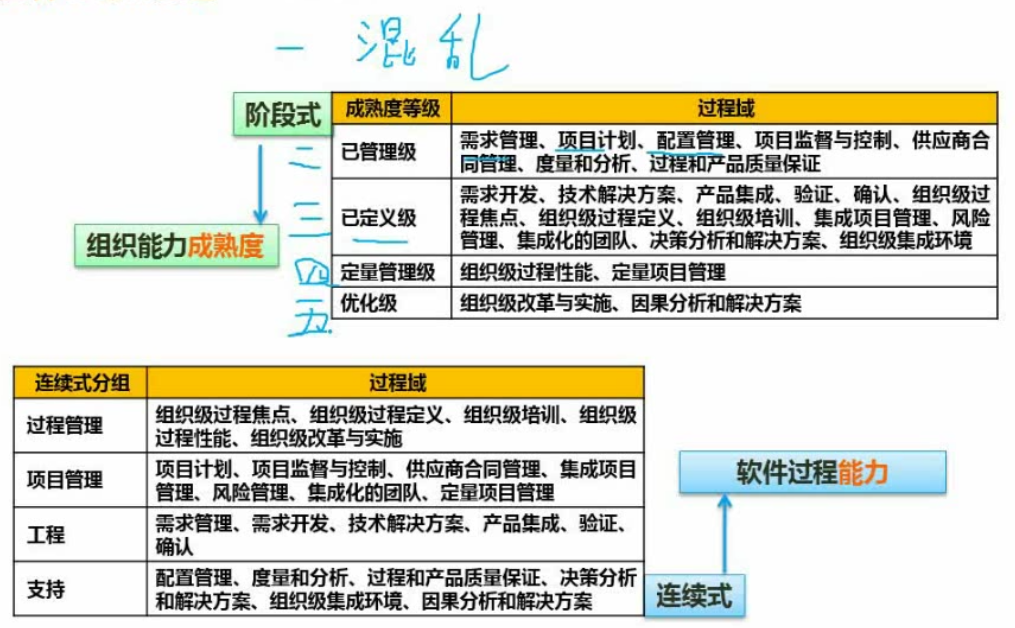 一 混乱
阶段式
成熟度等级 过程域
二 已管理级 需求管理、项目计划、配置管理、项目监督与控制、供应商合
同管理、度量和分析、过程和产品质量保证
三 已定义级 需求开发、技术解决方案、产品集成、验证、确认、组织级过
程焦点、组织级过程定义、组织级培训、集成项目管理、风险
管理、集成化的团队、决策分析和解决方案、组织级集成环境
组织能力成熟度
四 定量管理级 组织级过程性能、定量项目管理
五 优化级 组织级改革与实施、因果分析和解决方案
连续式分组 过程域
过程管理 组织级过程焦点、组织级过程定义、组织级培训、组织级
过程性能、组织级改革与实施
项目管理 项目计划、项目监督与控制、供应商合同管理、集成项目
管理、风险管理、集成化的团队、定量项目管理
软件过程能力
工程 需求管理、需求开发、技术解决方案、产品集成、验证、
确认
支持 配置管理、度量和分析、过程和产品质量保证、决策分析
和解决方案、组织级集成环境、因果分析和解决方案
连续式